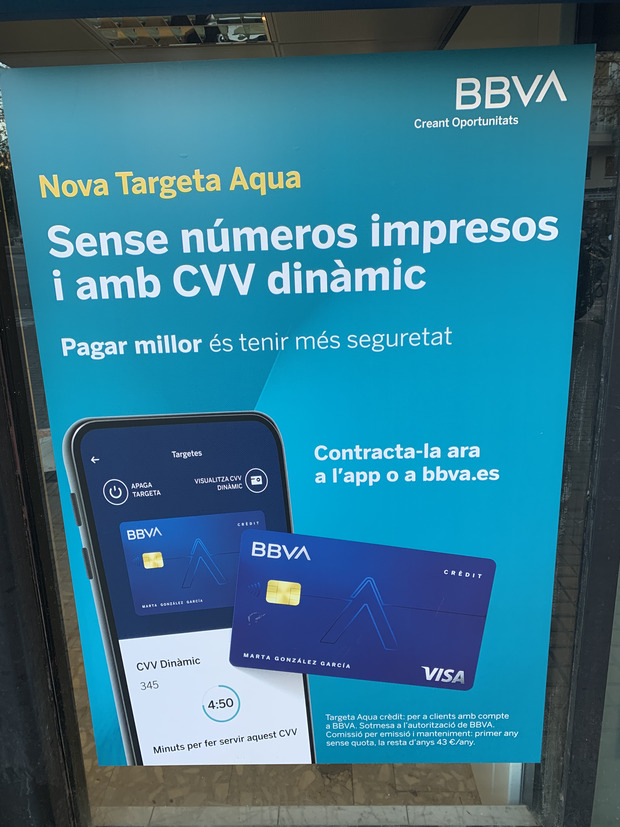 BBVA
Creant Oportunitats
Nova Targeta Aqua
Sense números impresos
i amb CVV dinàmic
Pagar millor és tenir més seguretat
Contracta-la ara
a l'app o a bbva.es
Targetes
APAGA
TARGETA
VISUALITZA CVV
DINÀMIC
BBVA
CRÈDIT
MARTA GONZÁLEZ GARCÍA
CVV Dinàmic
345
4:50
Minuts per fer servir aquest CVV
BBVA
CRÈDIT
MARTA GONZÁLEZ GARCÍA
VISA
Targeta Aqua crèdit: per a clients amb compte
a BBVA. Sotmesa a l'autorització de BBVA.
Comissió per emissió i manteniment: primer any
sense quota, la resta d'anys 43 €/any.